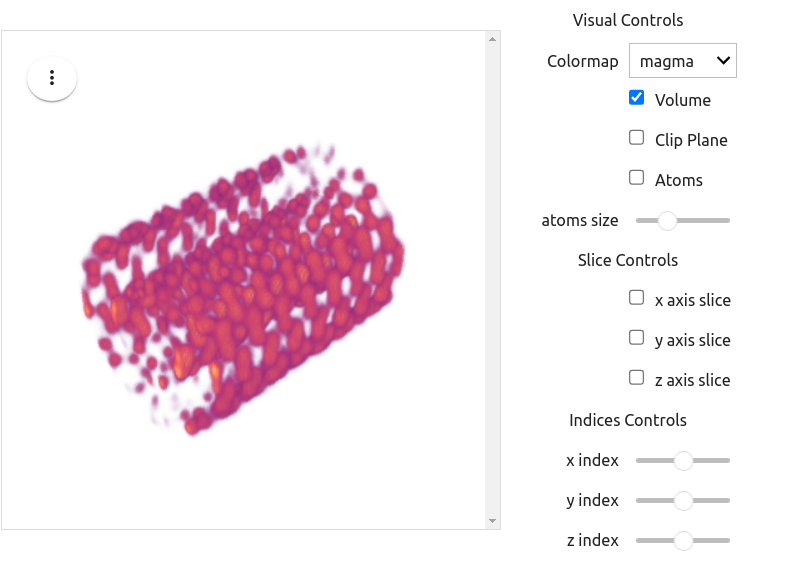 Visual Controls
Colormap magma
Volume
Clip Plane
Atoms
atoms size
Slice Controls
x axis slice
y axis slice
z axis slice
Indices Controls
x index
y index
z index